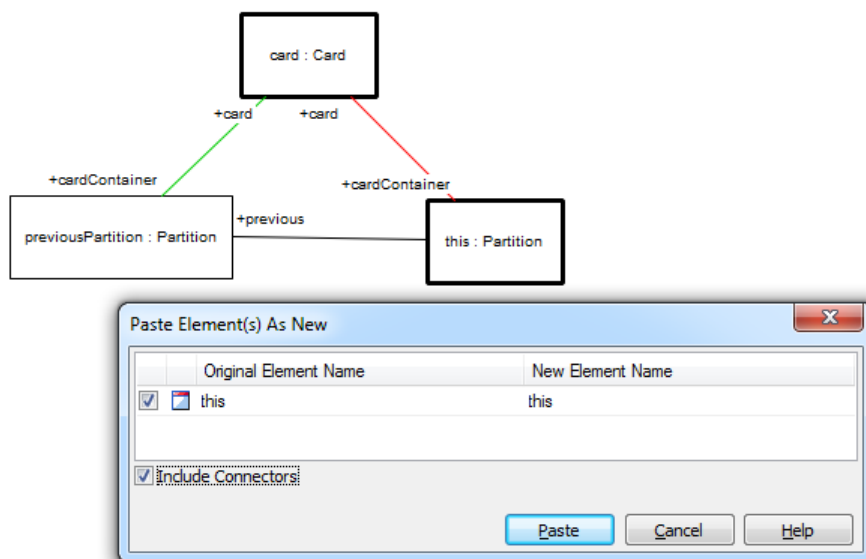 card : Card
+card
+card
+cardContainer
+cardContainer
+previous
previousPartition : Partition
this : Partition
Paste Element(s) As New
Original Element Name
New Element Name
this
this
Include Connectors
Paste
Cancel
Help